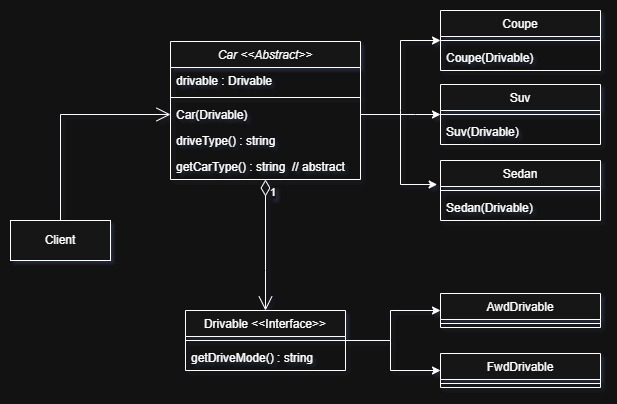 Car <<Abstract>>
drivable : Drivable
Car(Drivable)
driveType() : string
getCarType() : string // abstract
1
Coupe
Coupe(Drivable)
Suv
Suv(Drivable)
Sedan
Sedan(Drivable)
Client
Drivable <<Interface>>
getDriveMode() : string
AwdDrivable
FwdDrivable